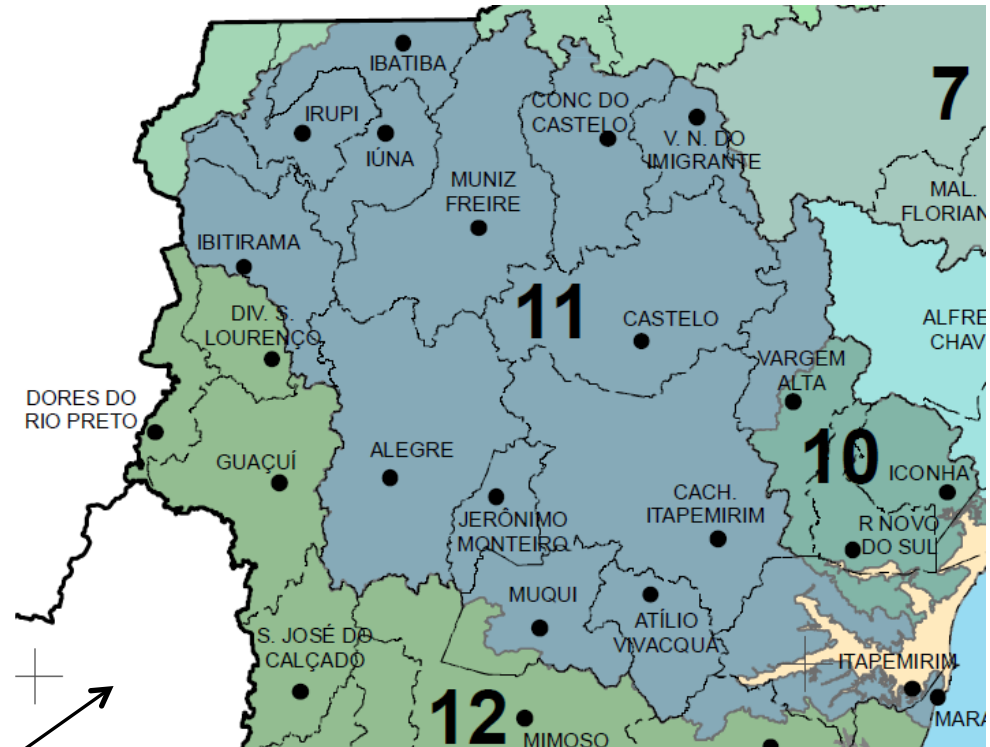 IBATIBA
7
IRUPI
CONC DO
CASTELO
V. N. DO
IMIGRANTE
IÚNA
MUNIZ
FREIRE
MAL.
FLORIAN
IBITIRAMA
11
DIV. S.
LOURENÇO
CASTELO
ALFRE
CHAV
VARGEM
ALTA
DORES DO
RIO PRETO
10
GUAÇUÍ
ALEGRE
ICONHA
CACH.
ITAPEMIRIM
JERÔNIMO
MONTEIRO
R NOVO
DO SUL
MUQUI
ATÍLIO
VIVACQUA
S. JOSÉ DO
CALÇADO
ITAPEMIRIM
12
MIMOSO
MARA